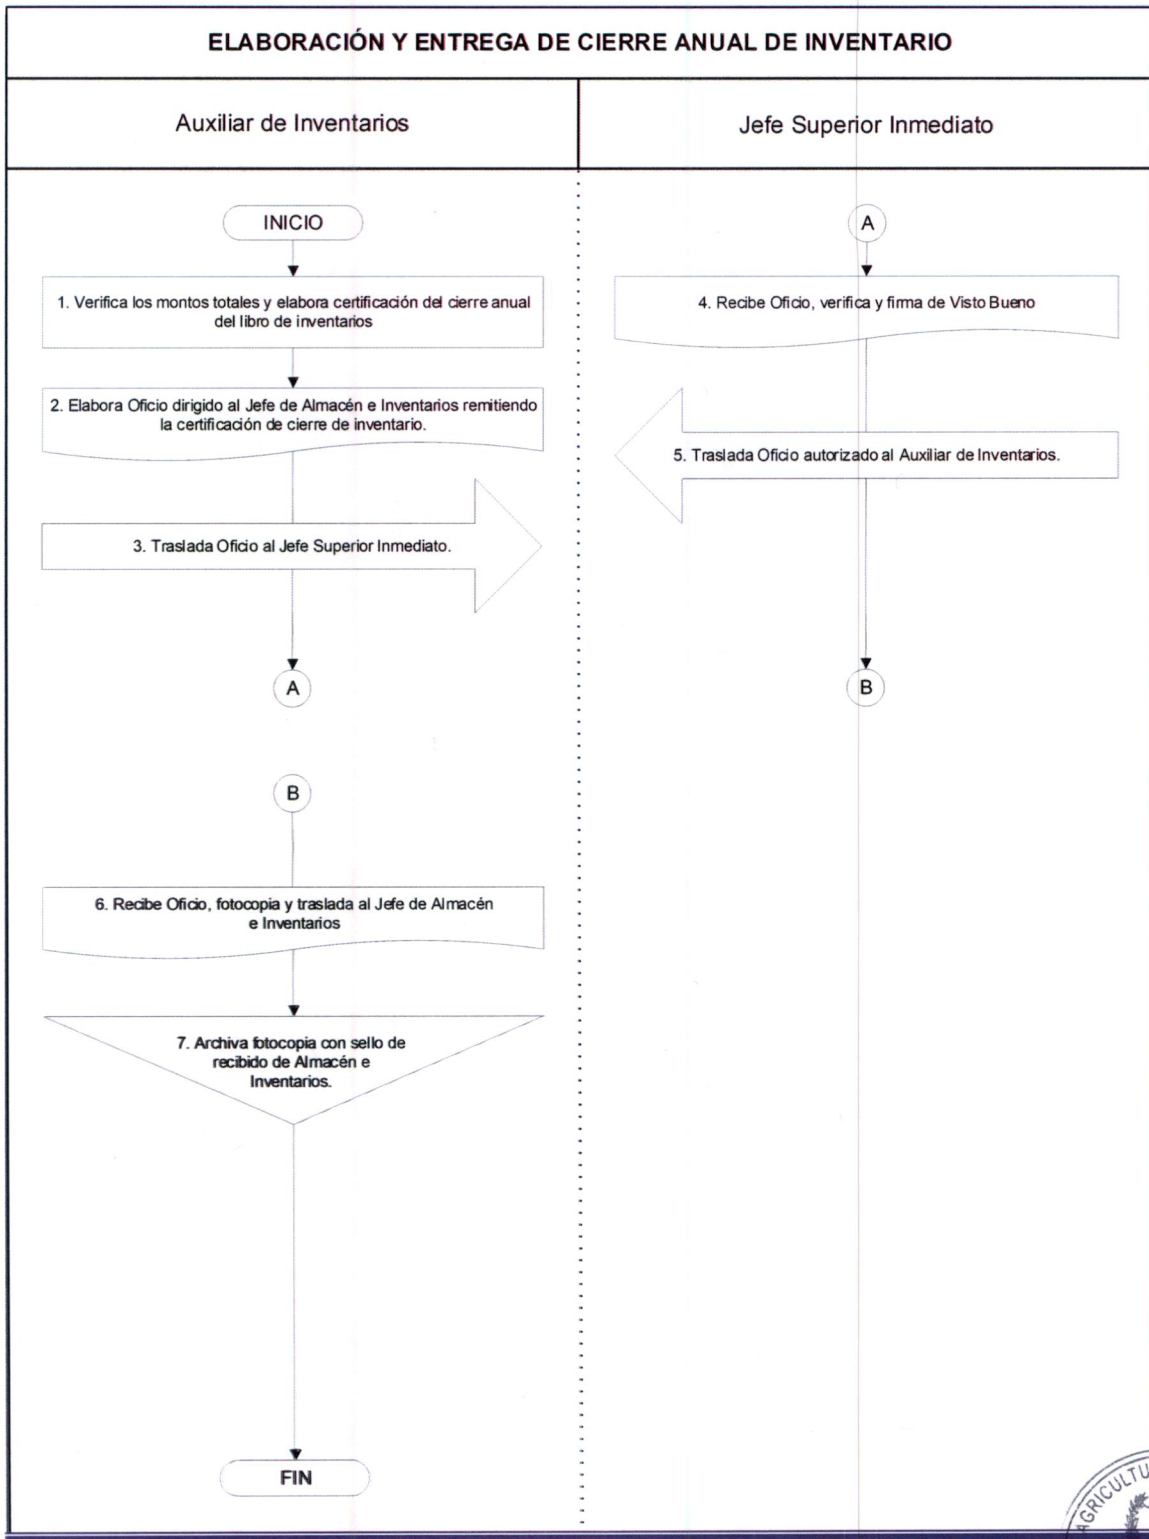 ELABORACIÓN Y ENTREGA DE CIERRE ANUAL DE INVENTARIO
Auxiliar de Inventarios
Jefe Superior Inmediato
INICIO
1. Verifica los montos totales y elabora certificación del cierre anual
del libro de inventarios
2. Elabora Oficio dirigido al Jefe de Almacén e Inventarios remitiendo
la certificación de cierre de inventario.
3. Traslada Oficio al Jefe Superior Inmediato.
A
A
4. Recibe Oficio, verifica y firma de Visto Bueno
5. Traslada Oficio autorizado al Auxiliar de Inventarios.
B
B
6. Recibe Oficio, fotocopia y traslada al Jefe de Almacén
e Inventarios
7. Archiva fotocopia con sello de
recibido de Almacén e
Inventarios.
FIN